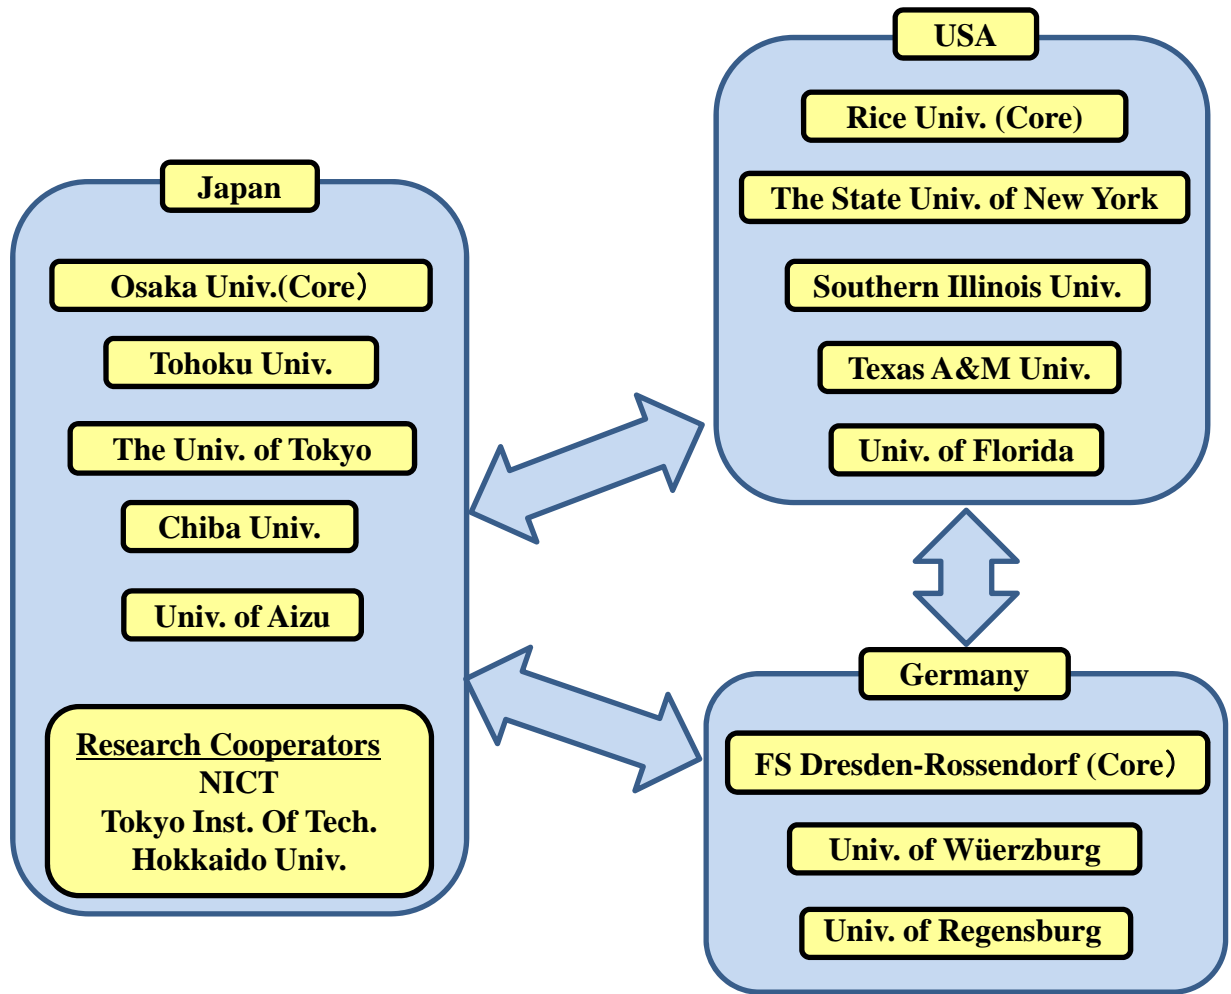 USA
Rice Univ. (Core)
The State Univ. of New York
Southern Illinois Univ.
Texas A&M Univ.
Univ. of Florida
Japan
Osaka Univ.(Core）
Tohoku Univ.
The Univ. of Tokyo
Chiba Univ.
Univ. of Aizu
Research Cooperators
NICT
Tokyo Inst. Of Tech.
Hokkaido Univ.
Germany
FS Dresden-Rossendorf (Core）
Univ. of Wüerzburg
Univ. of Regensburg